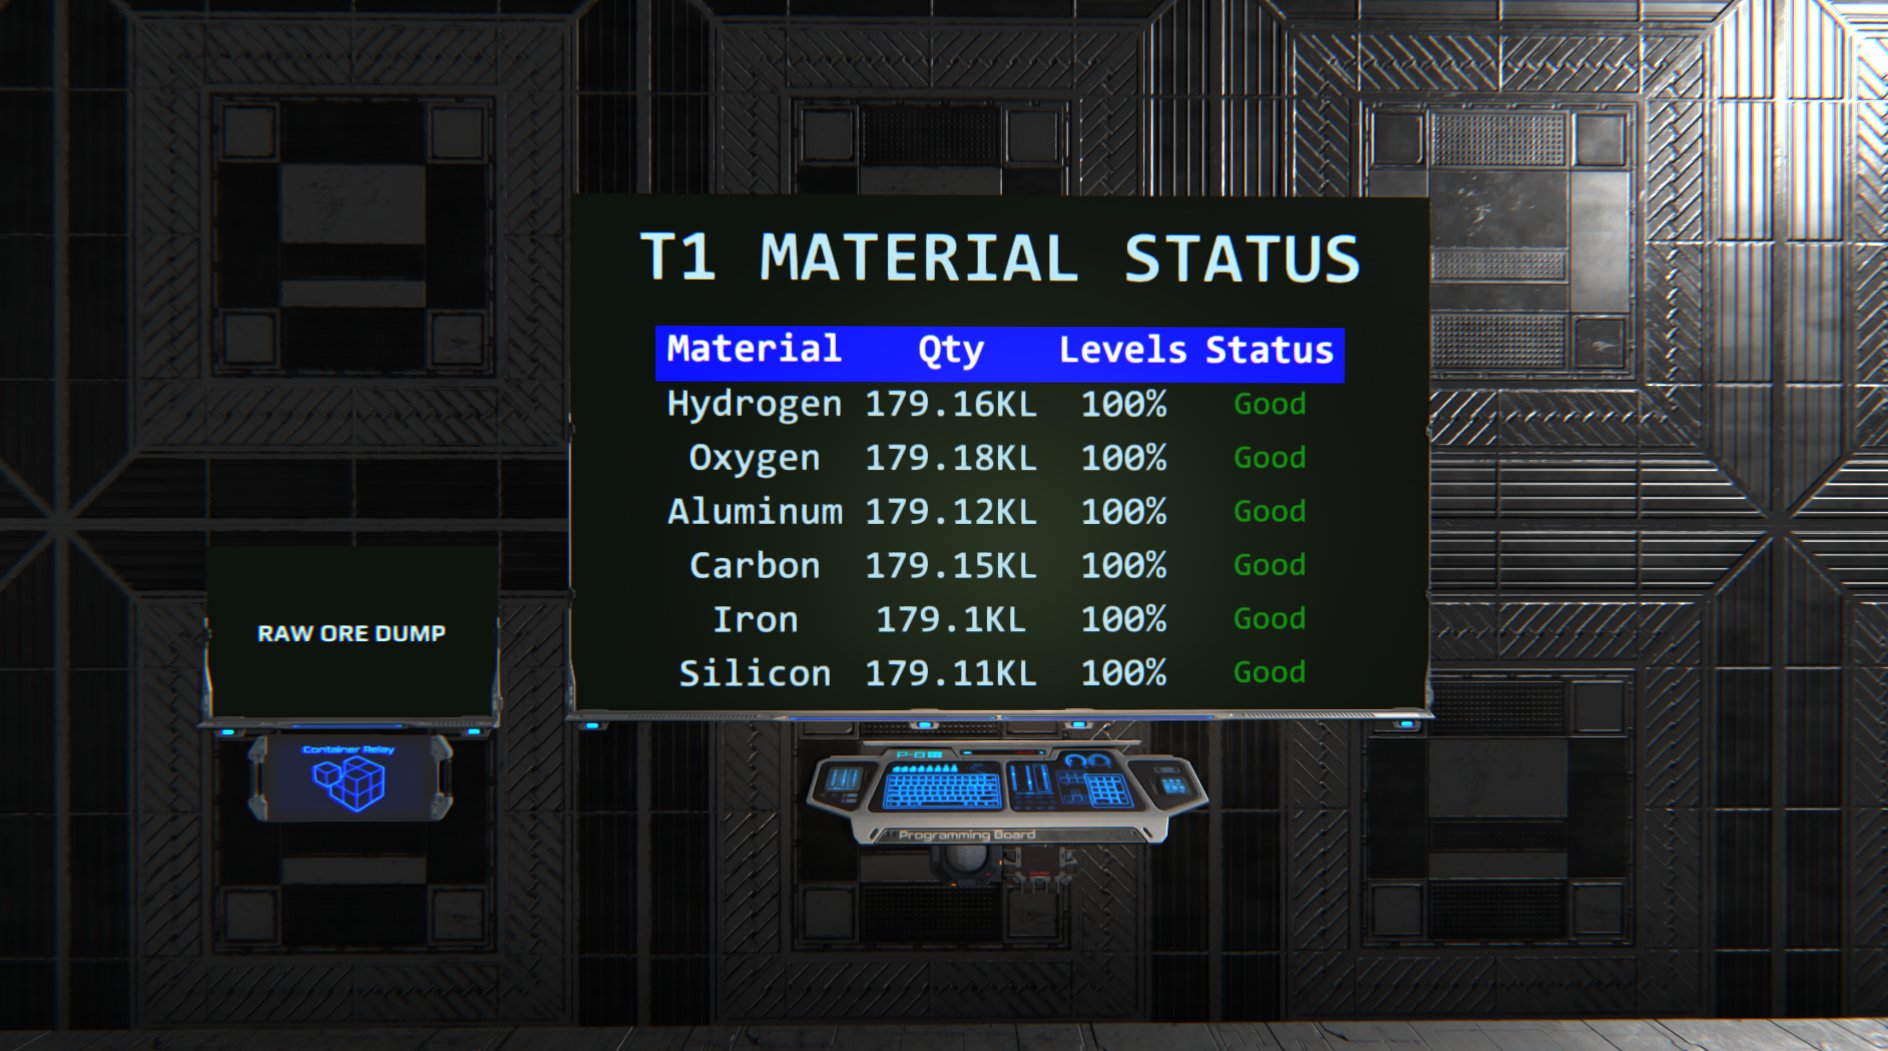 T1 MATERIAL STATUS
Material Qty Levels Status
Hydrogen 179.16KL 100% Good
Oxygen 179.18KL 100% Good
Aluminum 179.12KL 100% Good
Carbon 179.15KL 100% Good
Iron 179.1KL 100% Good
Silicon 179.11KL 100% Good
RAW ORE DUMP
Container Relay
Programming Board